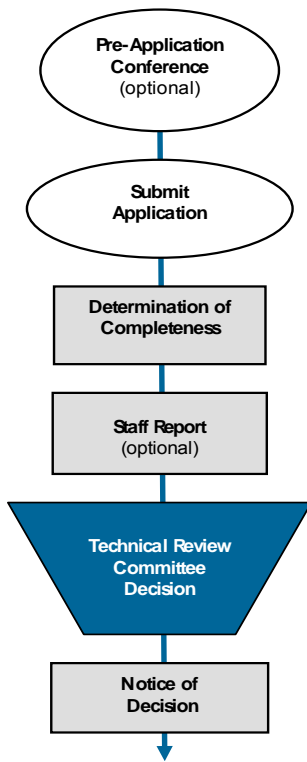 Pre-Application
Conference
(optional)
Submit
Application
Determination of
Completeness
Staff Report
(optional)
Technical Review
Committee
Decision
Notice of
Decision